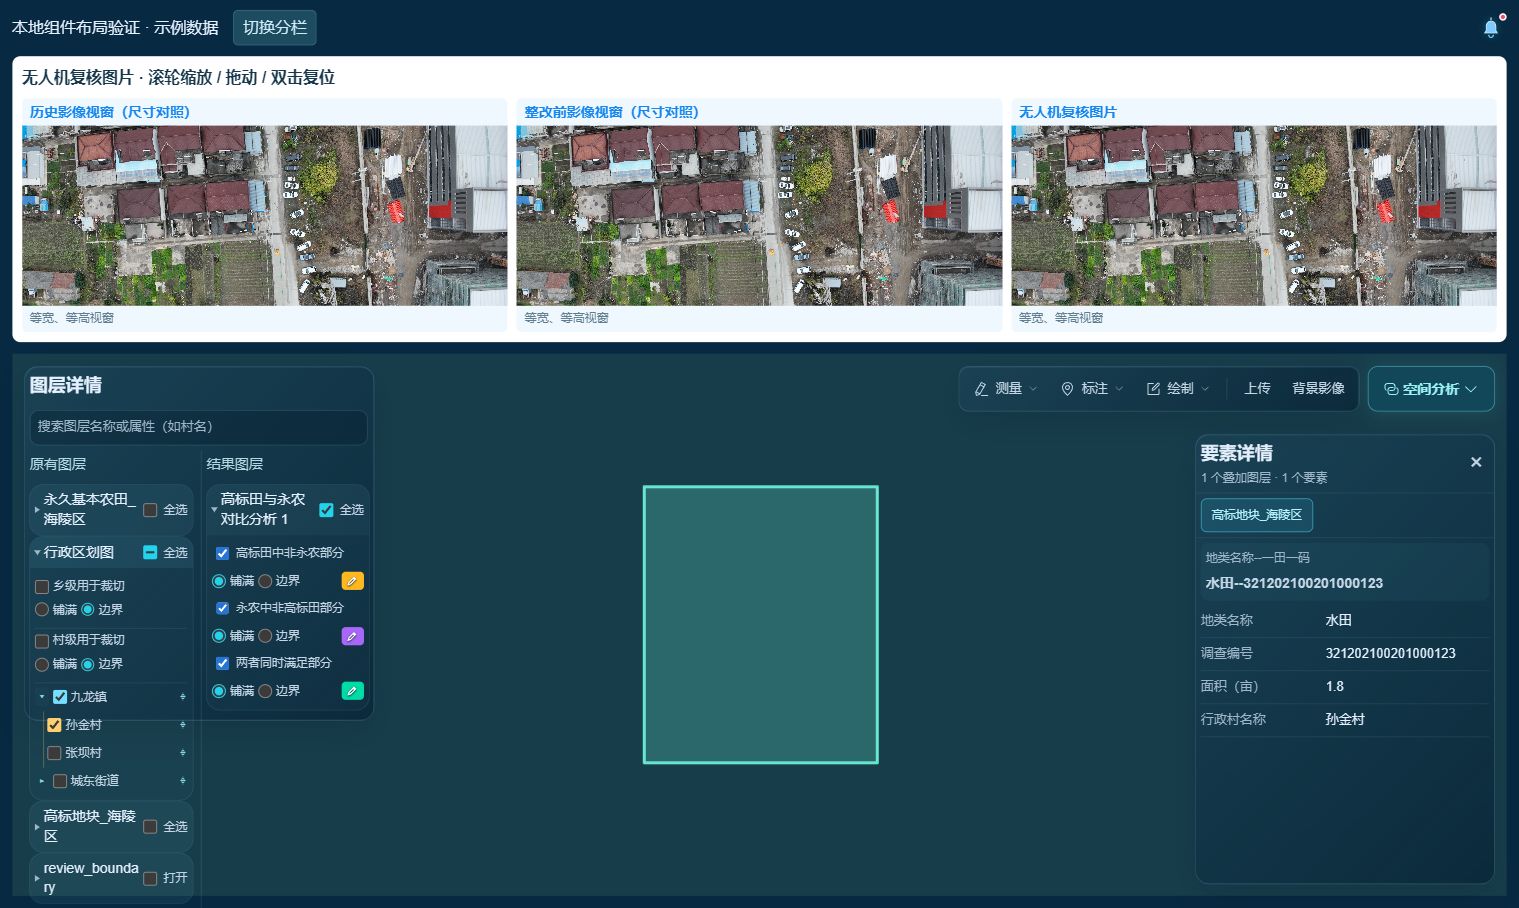 本地组件布局验证 · 示例数据
切换分栏
无人机复核图片 · 滚轮缩放 / 拖动 / 双击复位
历史影像视窗（尺寸对照）
整改前影像视窗（尺寸对照）
无人机复核图片
等宽、等高视窗
等宽、等高视窗
等宽、等高视窗
图层详情
搜索图层名称或属性（如村名）
原有图层
永久基本农田_
海陵区
全选
行政区划图
全选
乡级用于裁切
铺满
边界
村级用于裁切
铺满
边界
九龙镇
孙金村
张坝村
城东街道
高标地块_海陵
区
全选
review_bounda
ry
打开
结果图层
高标田与永农
对比分析 1
全选
高标田中非永农部分
铺满
边界
永农中非高标田部分
铺满
边界
两者同时满足部分
铺满
边界
测量
标注
绘制
上传
背景影像
空间分析
要素详情
1 个叠加图层 · 1 个要素
高标地块_海陵区
地类名称--一田一码
水田--321202100201000123
地类名称
水田
调查编号
321202100201000123
面积（亩）
1.8
行政村名称
孙金村